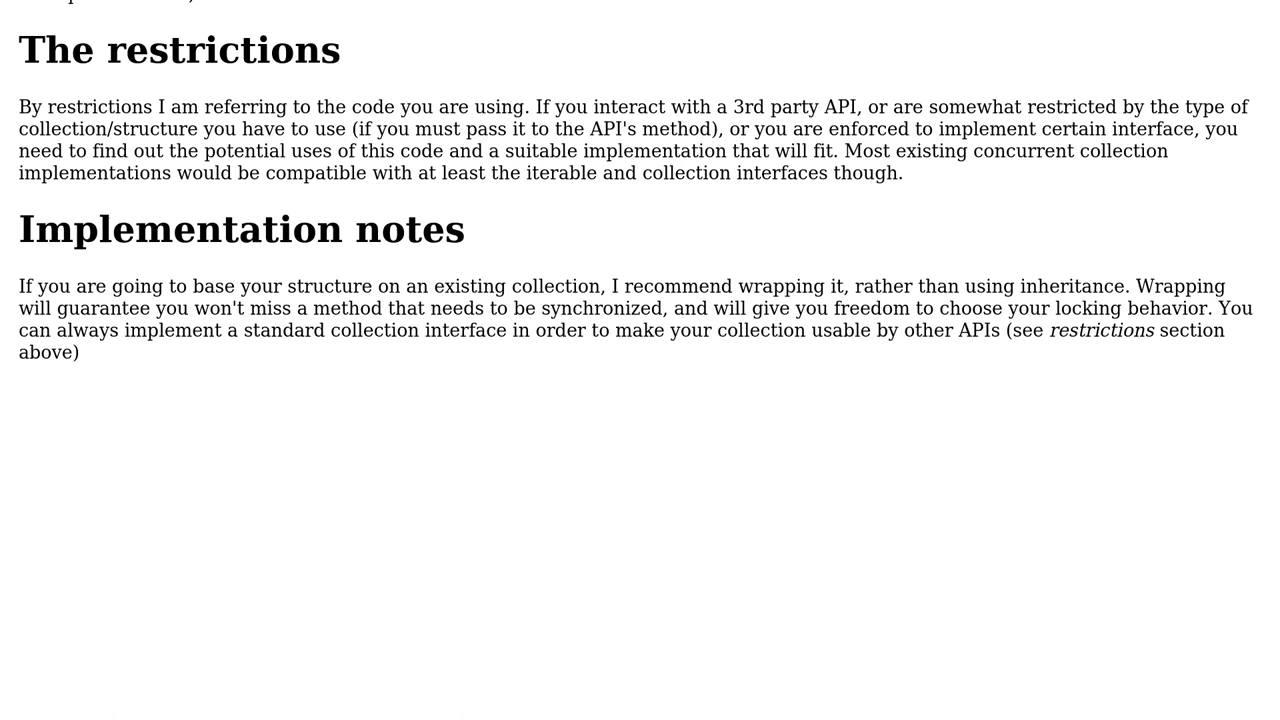 The restrictions
By restrictions I am referring to the code you are using. If you interact with a 3rd party API, or are somewhat restricted by the type of
collection/structure you have to use (if you must pass it to the API's method), or you are enforced to implement certain interface, you
need to find out the potential uses of this code and a suitable implementation that will fit. Most existing concurrent collection
implementations would be compatible with at least the iterable and collection interfaces though.
Implementation notes
If you are going to base your structure on an existing collection, I recommend wrapping it, rather than using inheritance. Wrapping
will guarantee you won't miss a method that needs to be synchronized, and will give you freedom to choose your locking behavior. You
can always implement a standard collection interface in order to make your collection usable by other APIs (see restrictions section
above)